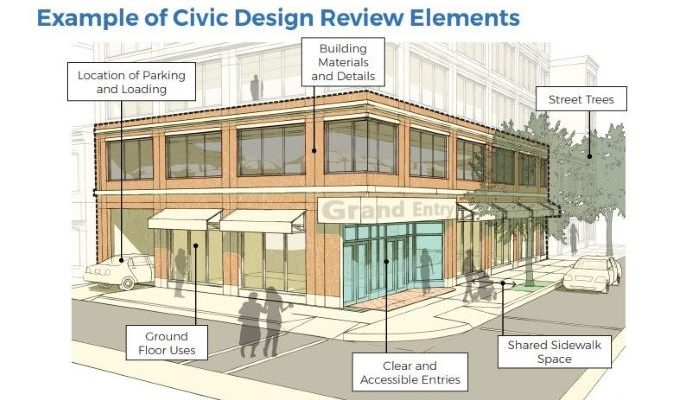 Example of Civic Design Review Elements
Building
Materials
and Details
Location of Parking
and Loading
Street Trees
Grand Entry
Ground
Floor Uses
Clear and
Accessible Entries
Shared Sidewalk
Space